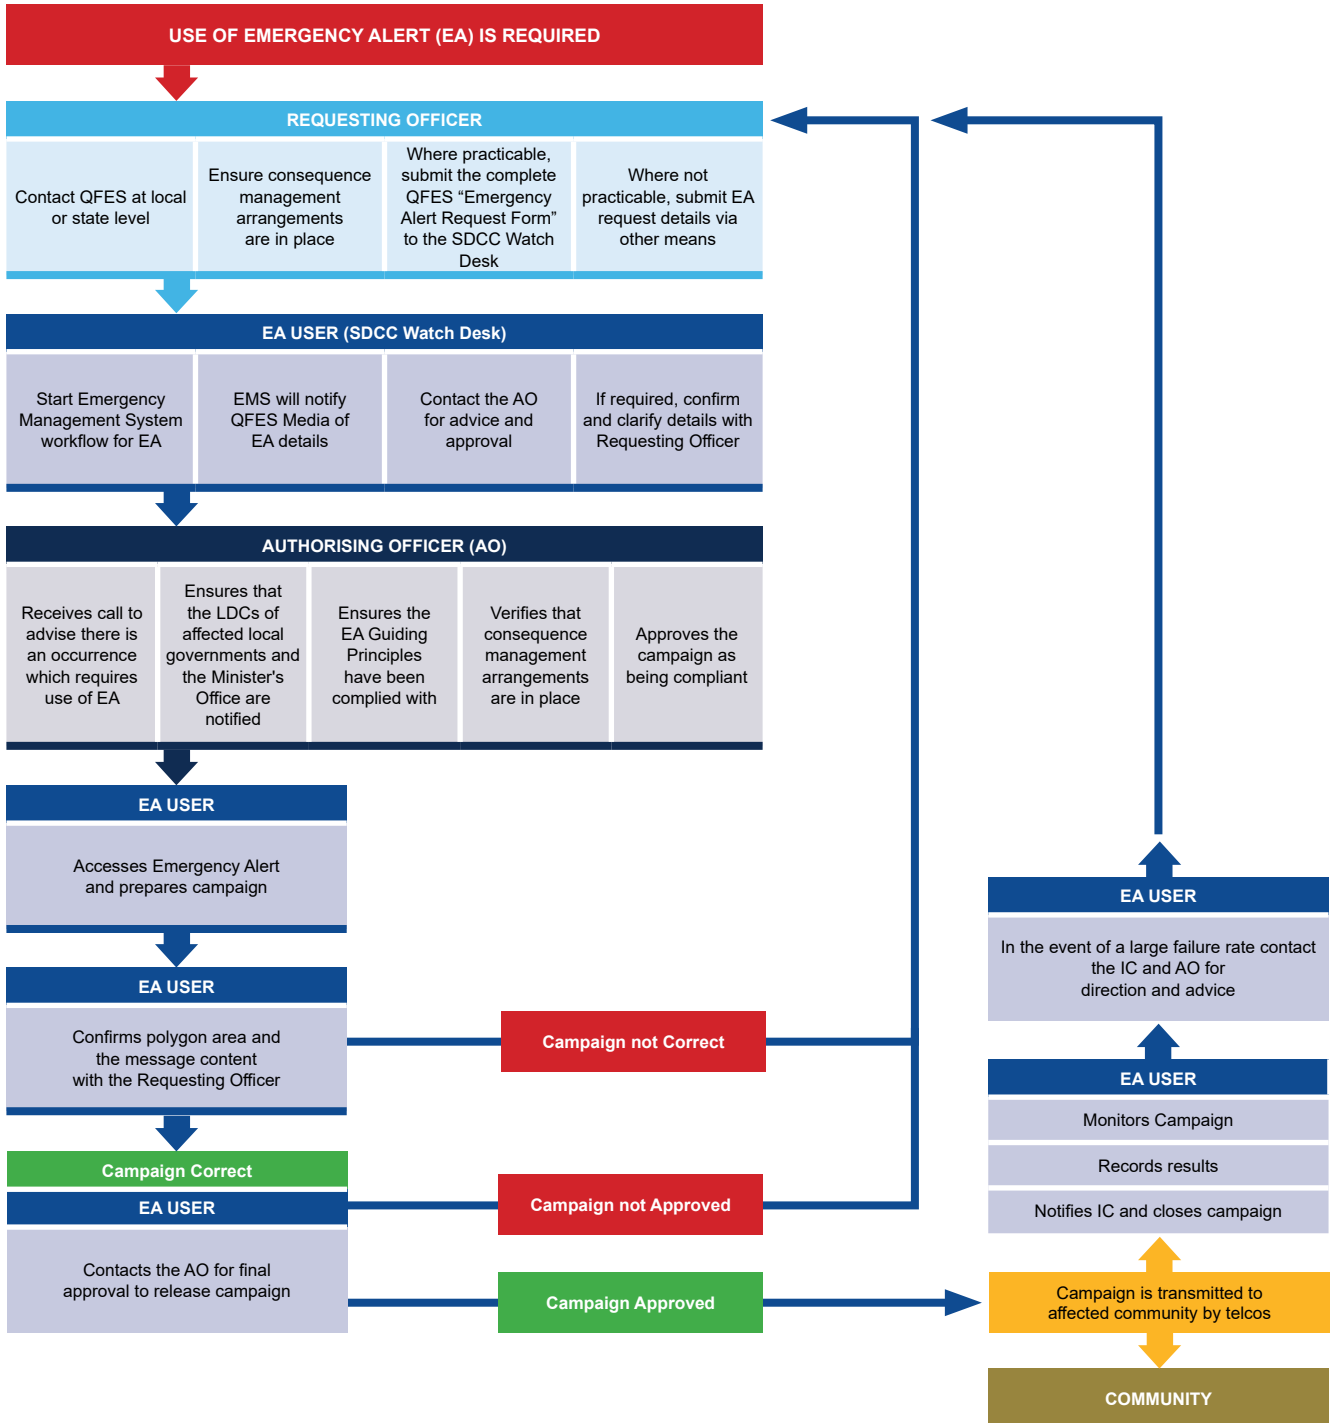 USE OF EMERGENCY ALERT (EA) IS REQUIRED
REQUESTING OFFICER
Contact QFES at local
or state level
Ensure consequence
management
arrangements
are in place
Where practicable,
submit the complete
QFES “Emergency
Alert Request Form”
to the SDCC Watch
Desk
Where not
practicable, submit EA
request details via
other means
EA USER (SDCC Watch Desk)
Start Emergency
Management System
workflow for EA
EMS will notify
QFES Media of
EA details
Contact the AO
for advice and
approval
If required, confirm
and clarify details with
Requesting Officer
AUTHORISING OFFICER (AO)
Receives call to
advise there is
an occurrence
which requires
use of EA
Ensures that
the LDCs of
affected local
governments and
the Minister's
Office are
notified
Ensures the
EA Guiding
Principles
have been
complied with
Verifies that
consequence
management
arrangements
are in place
Approves the
campaign as
being compliant
EA USER
Accesses Emergency Alert
and prepares campaign
EA USER
Confirms polygon area and
the message content
with the Requesting Officer
Campaign not Correct
Campaign Correct
EA USER
Contacts the AO for final
approval to release campaign
Campaign not Approved
Campaign Approved
EA USER
In the event of a large failure rate contact
the IC and AO for
direction and advice
EA USER
Monitors Campaign
Records results
Notifies IC and closes campaign
Campaign is transmitted to
affected community by telcos
COMMUNITY